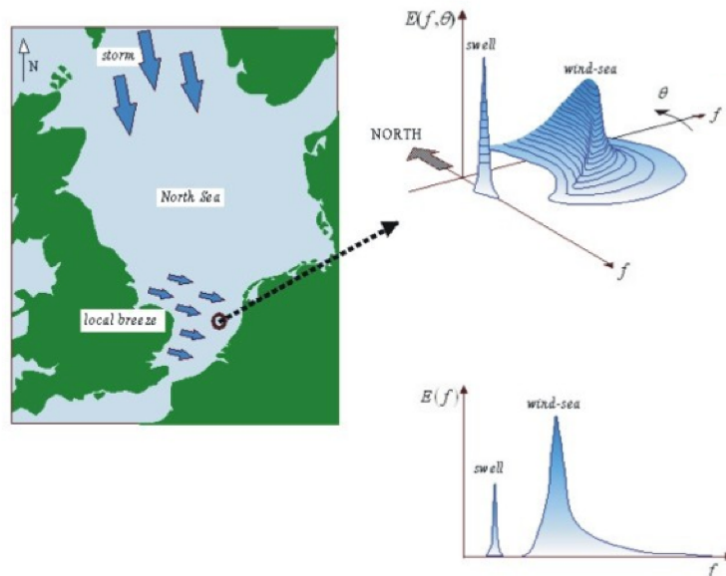 N
storm
North Sea
local breeze
E(f,θ)
swell
wind-sea
θ
f
NORTH
f
E(f)
wind-sea
swell
f